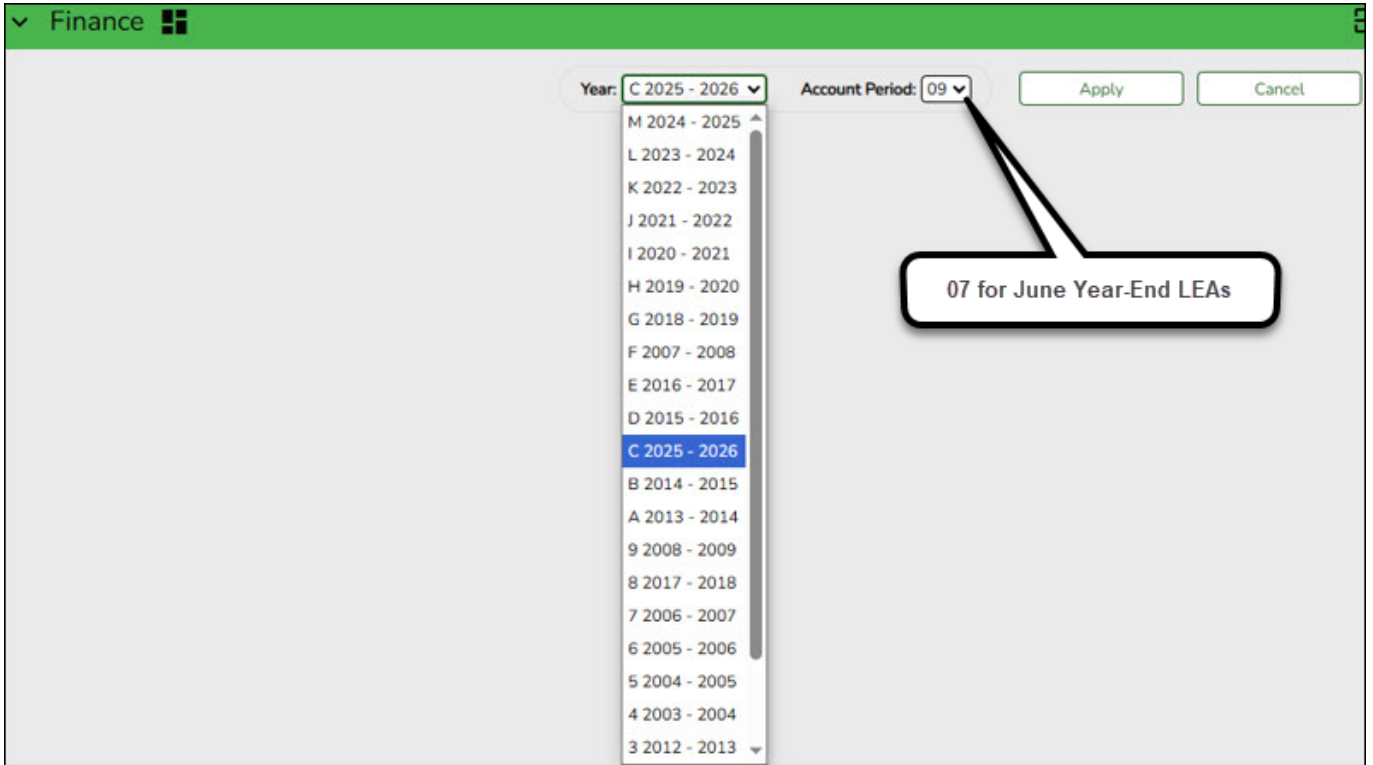 Finance
Year: C 2025 - 2026 Account Period: 09 Apply Cancel
M 2024 - 2025
L 2023 - 2024
K 2022 - 2023
J 2021 - 2022
I 2020 - 2021
H 2019 - 2020
G 2018 - 2019
F 2007 - 2008
E 2016 - 2017
D 2015 - 2016
C 2025 - 2026
B 2014 - 2015
A 2013 - 2014
9 2008 - 2009
8 2017 - 2018
7 2006 - 2007
6 2005 - 2006
5 2004 - 2005
4 2003 - 2004
3 2012 - 2013
07 for June Year-End LEAs